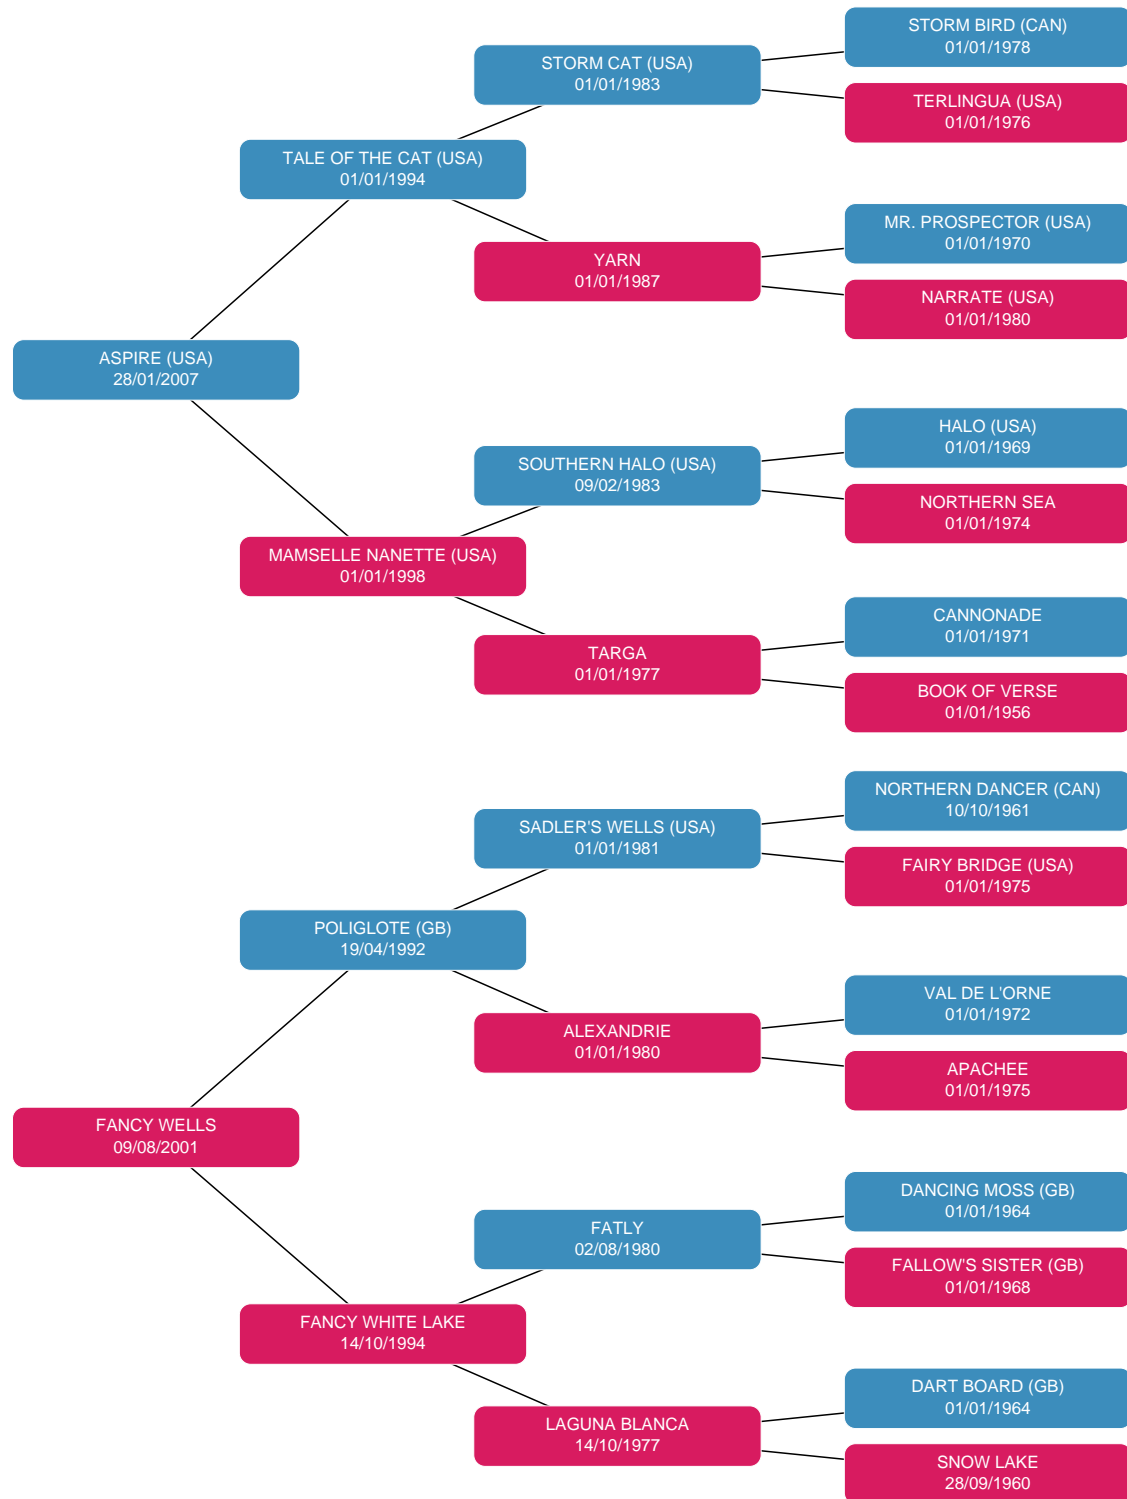 STORM BIRD (CAN)
01/01/1978
STORM CAT (USA)
01/01/1983
TERLINGUA (USA)
01/01/1976
TALE OF THE CAT (USA)
01/01/1994
MR. PROSPECTOR (USA)
01/01/1970
YARN
01/01/1987
NARRATE (USA)
01/01/1980
ASPIRE (USA)
28/01/2007
HALO (USA)
01/01/1969
SOUTHERN HALO (USA)
09/02/1983
NORTHERN SEA
01/01/1974
MAMSELLE NANETTE (USA)
01/01/1998
CANNONADE
01/01/1971
TARGA
01/01/1977
BOOK OF VERSE
01/01/1956
NORTHERN DANCER (CAN)
10/10/1961
SADLER'S WELLS (USA)
01/01/1981
FAIRY BRIDGE (USA)
01/01/1975
POLIGLOTE (GB)
19/04/1992
VAL DE L'ORNE
01/01/1972
ALEXANDRIE
01/01/1980
APACHEE
01/01/1975
FANCY WELLS
09/08/2001
DANCING MOSS (GB)
01/01/1964
FATLY
02/08/1980
FALLOW'S SISTER (GB)
01/01/1968
FANCY WHITE LAKE
14/10/1994
DART BOARD (GB)
01/01/1964
LAGUNA BLANCA
14/10/1977
SNOW LAKE
28/09/1960